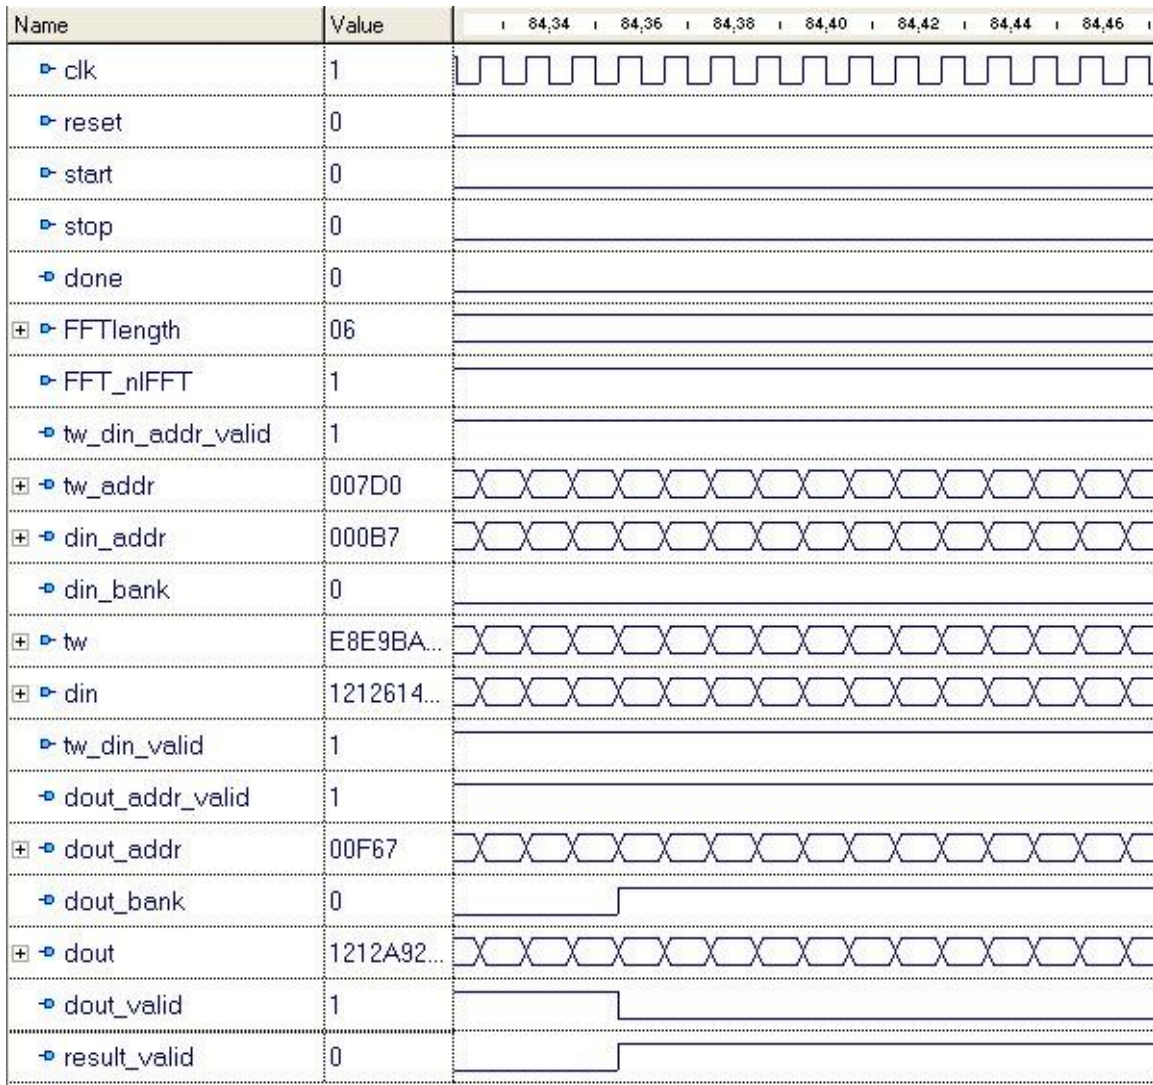 Name Value 84,34 84,36 84,38 84,40 84,42 84,44 84,46
clk 1
reset 0
start 0
stop 0
done 0
FFTlength 06
FFT_nIFFT 1
tw_din_addr_valid 1
tw_addr 007D0
din_addr 000B7
din_bank 0
tw E8E9BA...
din 1212614...
tw_din_valid 1
dout_addr_valid 1
dout_addr 00F67
dout_bank 0
dout 1212A92...
dout_valid 1
result_valid 0